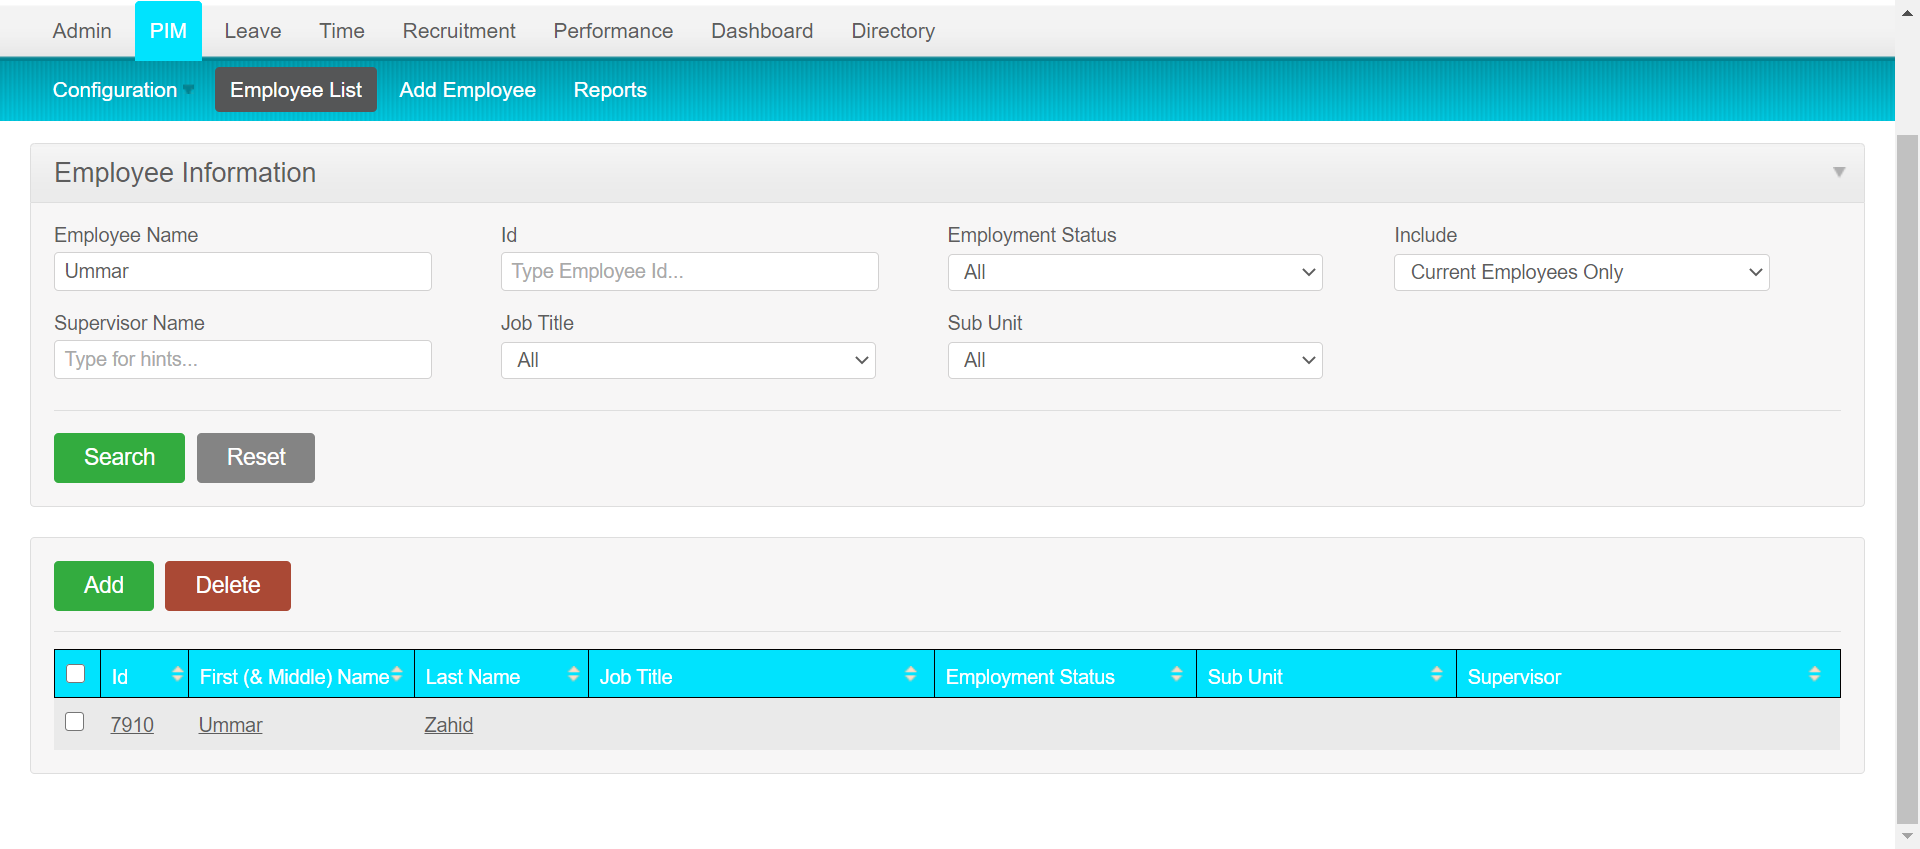 Admin PIM Leave Time Recruitment Performance Dashboard Directory
Configuration Employee List Add Employee Reports
Employee Information
Employee Name Id Employment Status Include
Ummar Type Employee Id... All Current Employees Only
Supervisor Name Job Title Sub Unit
Type for hints... All All
Search Reset
Add Delete
Id First (& Middle) Name Last Name Job Title Employment Status Sub Unit Supervisor
7910 Ummar Zahid